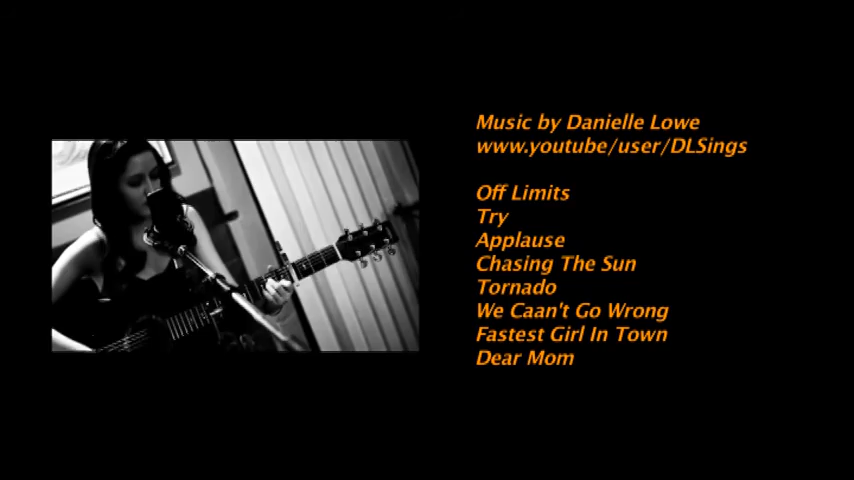 Music by Danielle Lowe
www.youtube/user/DLSings
Off Limits
Try
Applause
Chasing The Sun
Tornado
We Caan't Go Wrong
Fastest Girl In Town
Dear Mom